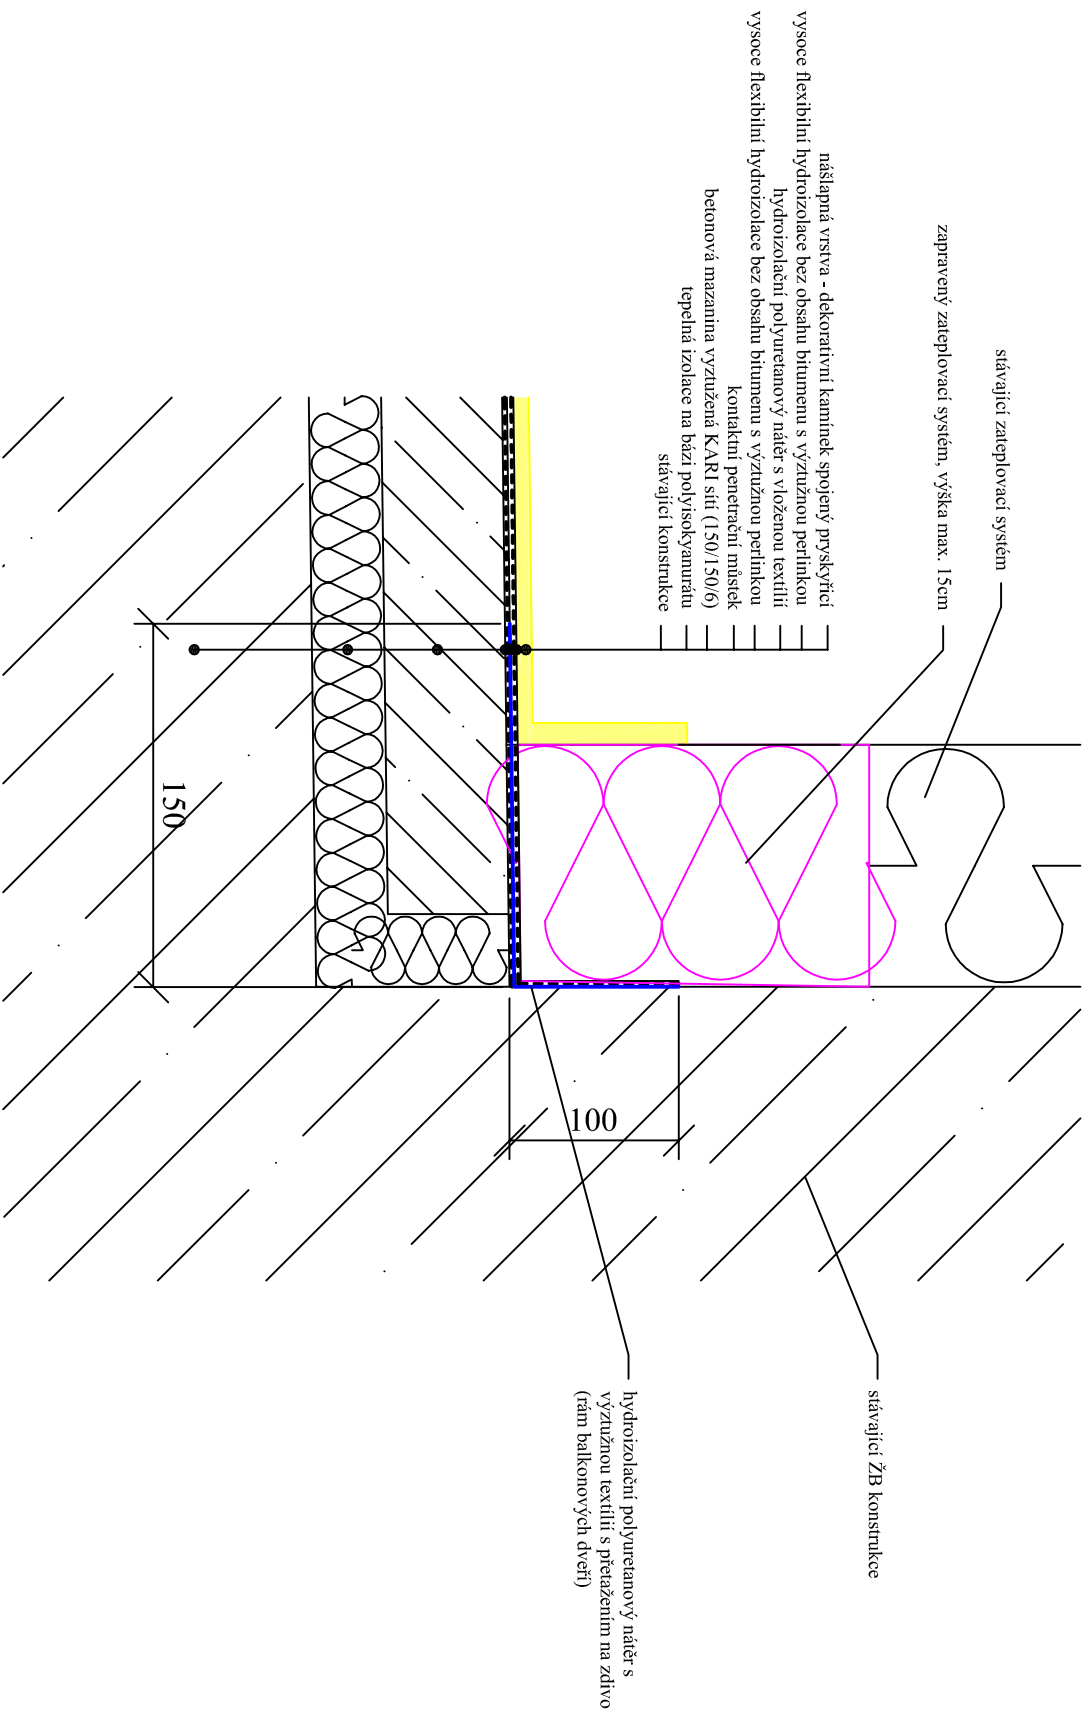 stávající zateplovací systém
zapravený zateplovací systém, výška max. 15cm
nášlapná vrstva - dekorativní kamínek spojený pryskyřicí
vysoce flexibilní hydroizolace bez obsahu bitumenu s výztužnou perlinkou
hydroizolační polyuretanový nátěr s vloženou textílií
vysoce flexibilní hydroizolace bez obsahu bitumenu s výztužnou perlinkou
kontaktní penetrační můstek
betonová mazanina vyztužená KARI sítí (150/150/6)
tepelná izolace na bázi polyisokyanurátu
stávající konstrukce
150
100
stávající ŽB konstrukce
hydroizolační polyuretanový nátěr s
výztužnou textílií s přetažením na zdivo
(rám balkonových dveří)